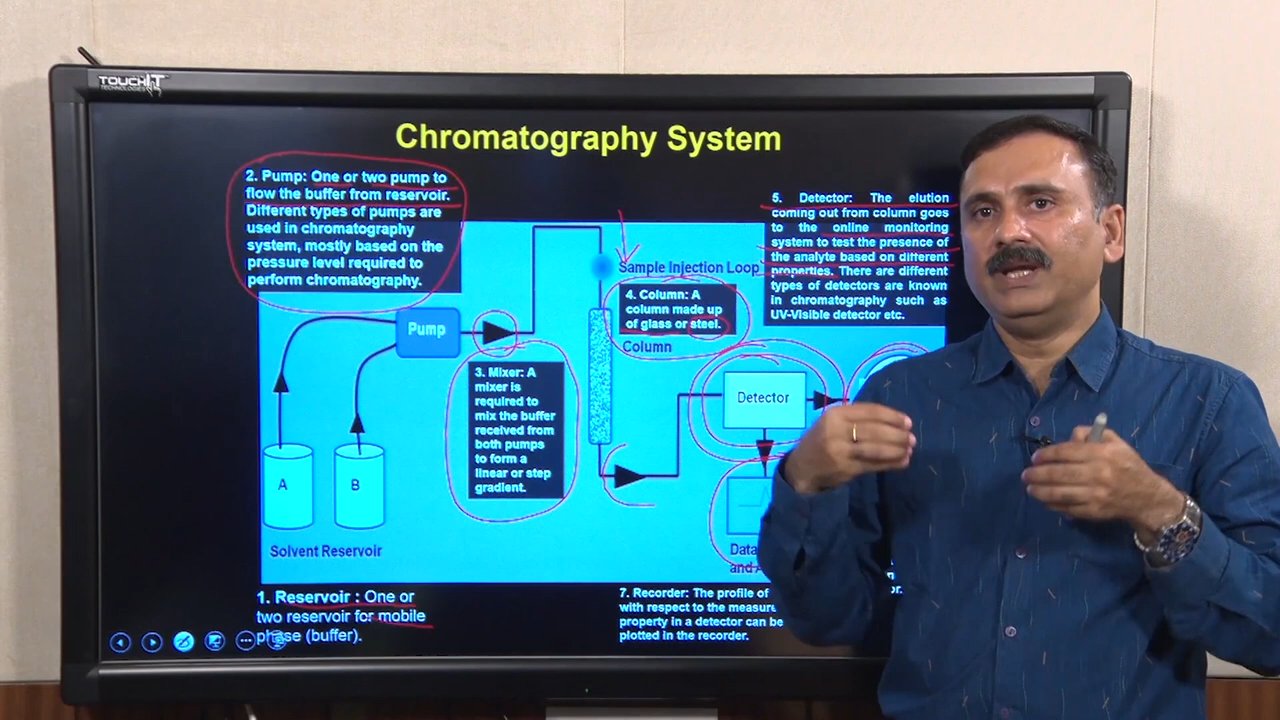 TOUCHIT
TECHNOLOGIES
Chromatography System
2. Pump: One or two pump to
flow the buffer from reservoir.
Different types of pumps are
used in chromatography
system, mostly based on the
pressure level required to
perform chromatography.
5. Detector: The elution
coming out from column goes
to the online monitoring
system to test the presence of
the analyte based on different
properties. There are different
types of detectors are known
in chromatography such as
UV-Visible detector etc.
Sample Injection Loop
4. Column: A
column made up
of glass or steel.
Column
Pump
3. Mixer: A
mixer is
required to
mix the buffer
received from
both pumps
to form a
linear or step
gradient.
Detector
A
B
Solvent Reservoir
Data
and
1. Reservoir : One or
two reservoir for mobile
phase (buffer).
7. Recorder: The profile of
with respect to the measure
property in a detector can be
plotted in the recorder.